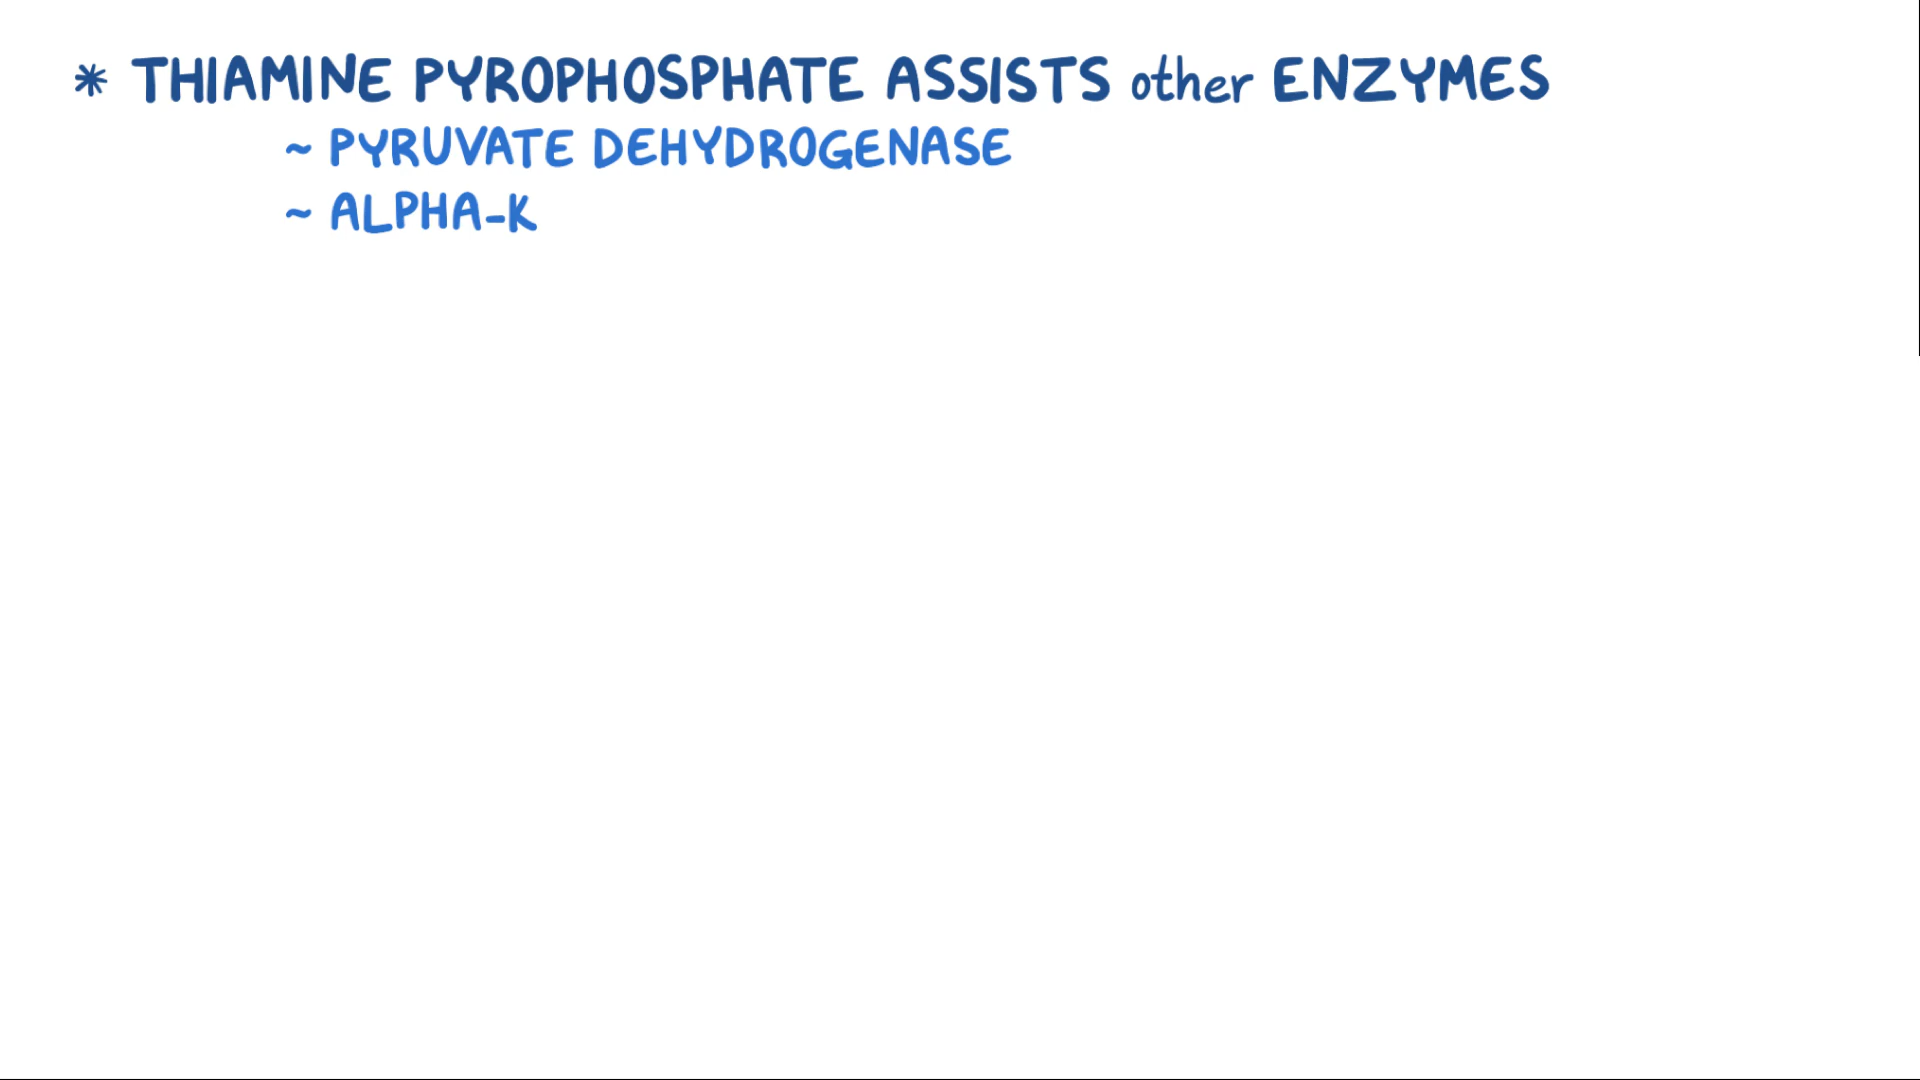 * THIAMINE PYROPHOSPHATE ASSISTS other ENZYMES
~ PYRUVATE DEHYDROGENASE
~ ALPHA-K